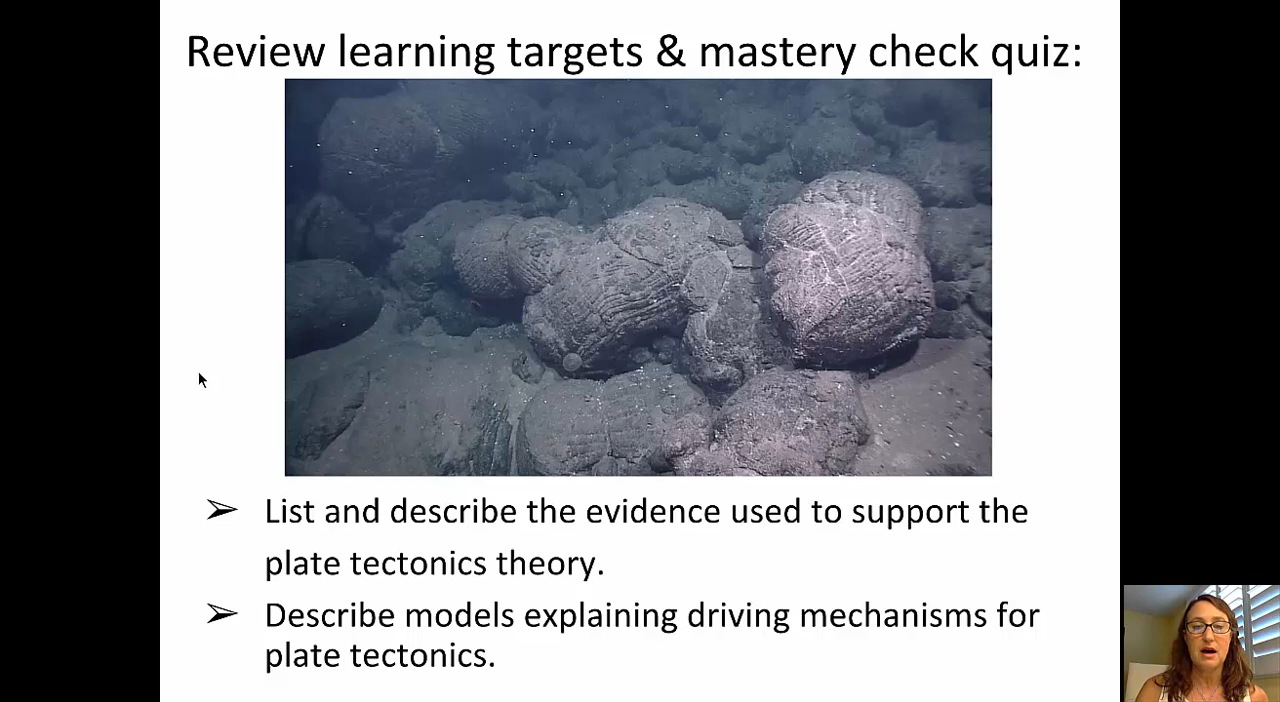 Review learning targets & mastery check quiz:
➢ List and describe the evidence used to support the
plate tectonics theory.
➢ Describe models explaining driving mechanisms for
plate tectonics.